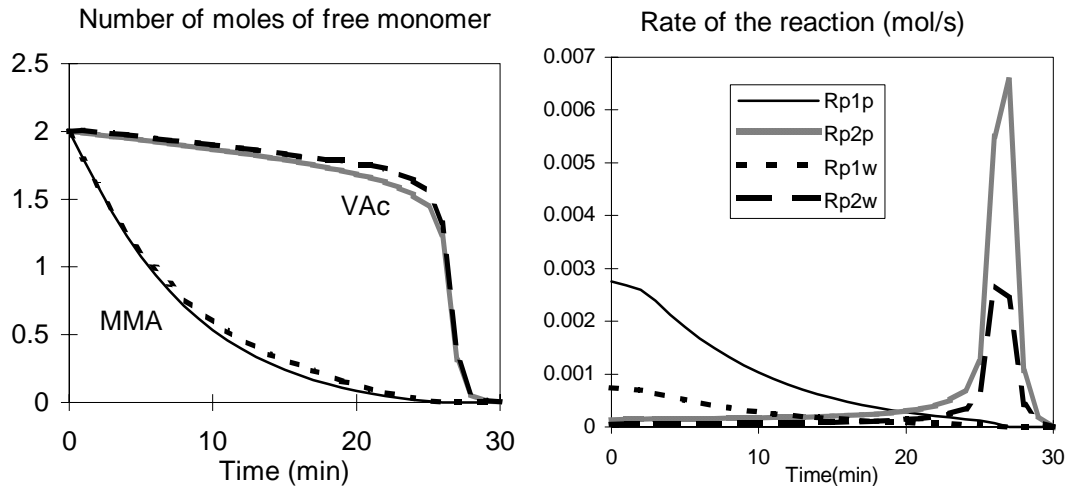 Number of moles of free monomer
2.5
2
1.5
1
0.5
0
VAc
MMA
0 10 20 30
Time (min)
Rate of the reaction (mol/s)
0.007
0.006
0.005
0.004
0.003
0.002
0.001
0
Rp1p
Rp2p
Rp1w
Rp2w
0 10 20 30
Time(min)